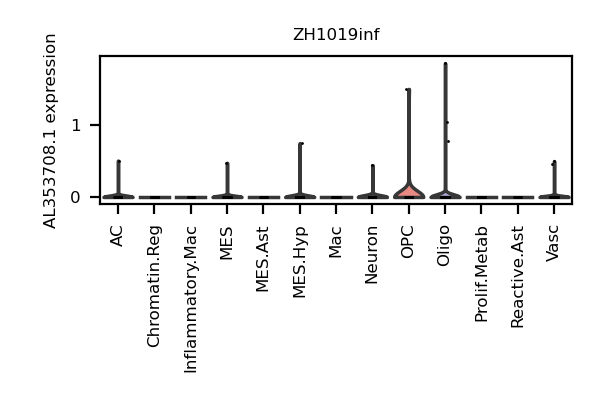 ZH1019inf
AL353708.1 expression
1
0
AC
Chromatin.Reg
Inflammatory.Mac
MES
MES.Ast
MES.Hyp
Mac
Neuron
OPC
Oligo
Prolif.Metab
Reactive.Ast
Vasc